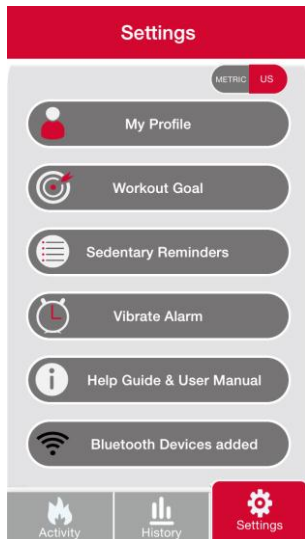 Settings
METRIC US
My Profile
Workout Goal
Sedentary Reminders
Vibrate Alarm
Help Guide & User Manual
Bluetooth Devices added
Activity History Settings